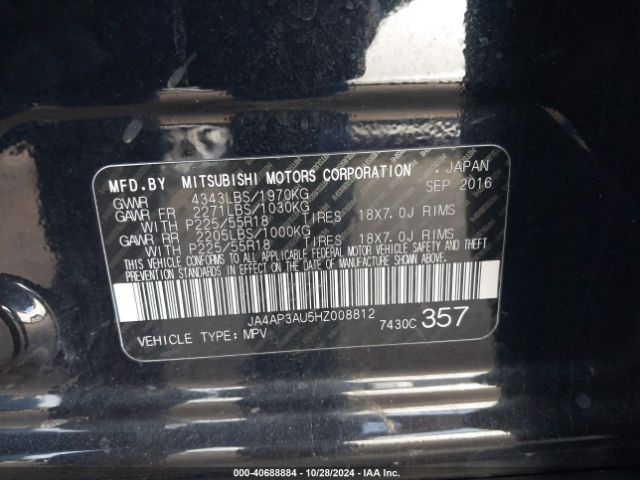 MFD.BY MITSUBISHI MOTORS CORPORATION , JAPAN
GWWR 4343LBS/1970KG SEP 2016
GAWR FR 2271LBS/1030KG
WITH P225/55R18 TIRES 18X7.0J RIMS
GAWR RR 2205LBS/1000KG
WITH P225/55R18 TIRES 18X7.0J RIMS
THIS VEHICLE CONFORMS TO ALL APPLICABLE FEDERAL MOTOR VEHICLE SAFETY AND THEFT
PREVENTION STANDARDS IN EFFECT ON THE DATE OF MANUFACTURE SHOWN ABOVE.
JA4AP3AU5HZ008812
VEHICLE TYPE: MPV 7430C 357
000-40688884 | 10/28/2024 | IAA Inc.